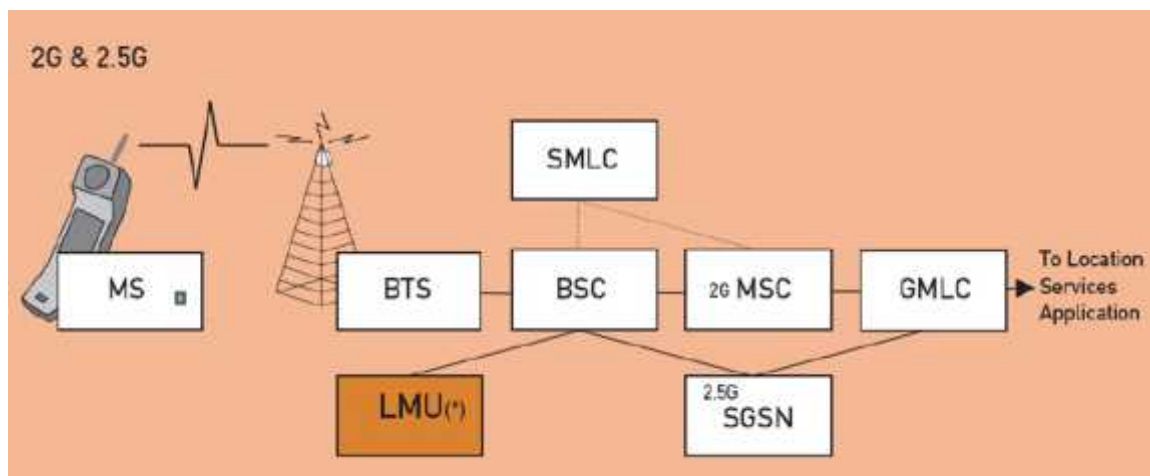 2G & 2.5G
SMLC
MS
BTS
BSC
2G MSC
GMLC
To Location
Services
Application
LMU(*)
2.5G
SGSN